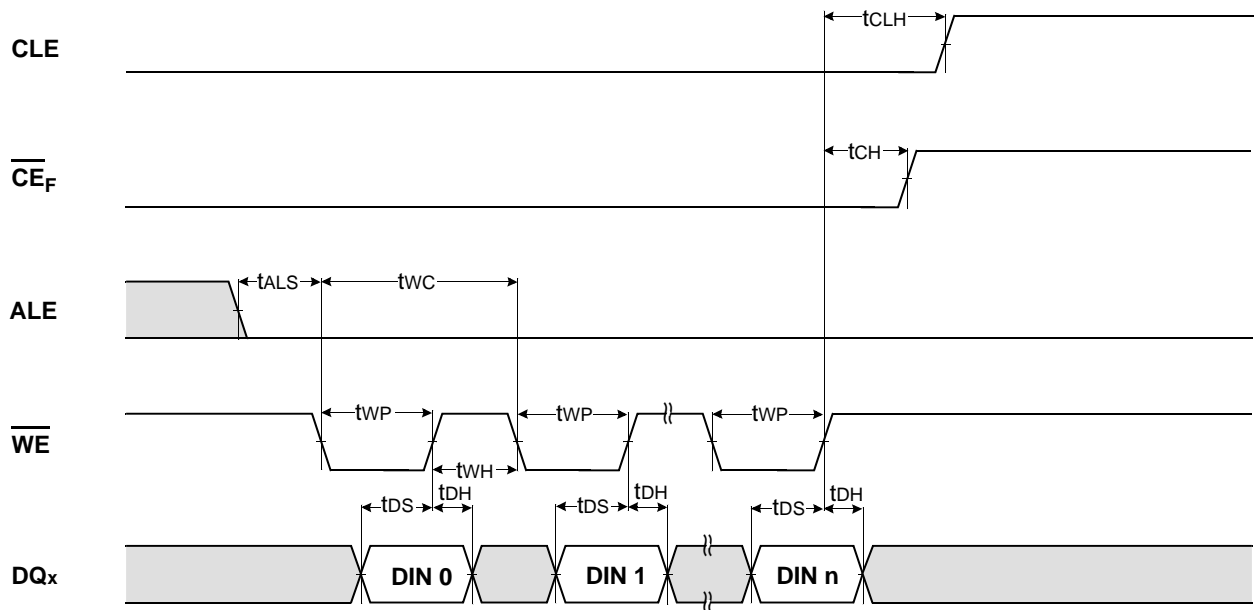 tCLH
CLE
tCH
CEF
tALS
tWC
ALE
tWP
tWP
tWP
WE
tWH
tDH
tDH
tDH
tDS
tDS
tDS
DQx
DIN 0
DIN 1
DIN n